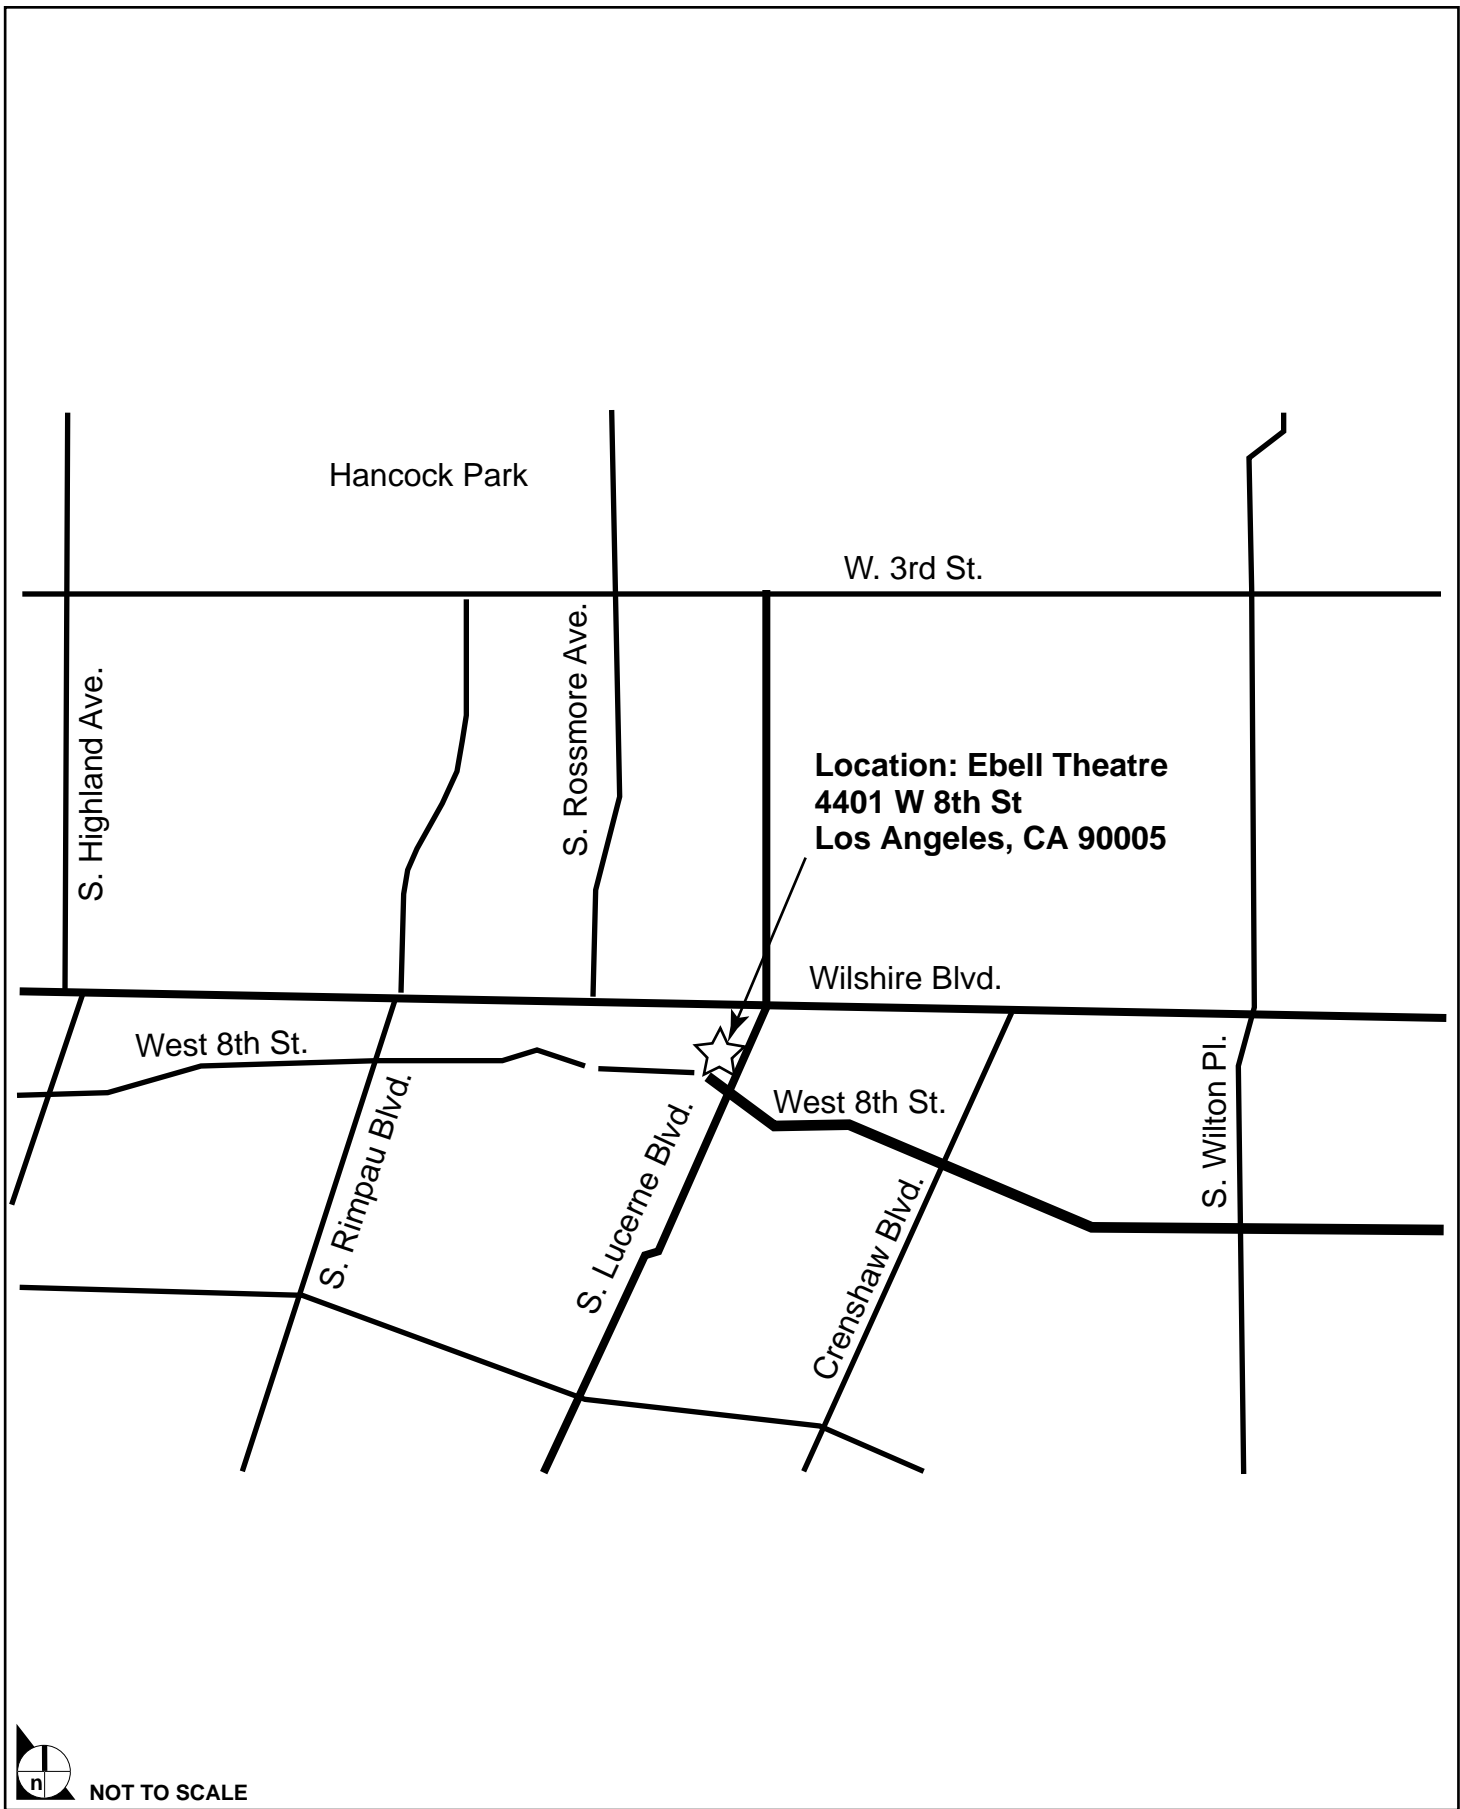 Hancock Park
W. 3rd St.
S. Highland Ave.
S. Rossmore Ave.
Location: Ebell Theatre
4401 W 8th St
Los Angeles, CA 90005
Wilshire Blvd.
West 8th St.
West 8th St.
S. Rimpau Blvd.
S. Lucerne Blvd.
Crenshaw Blvd.
S. Wilton Pl.
n
NOT TO SCALE